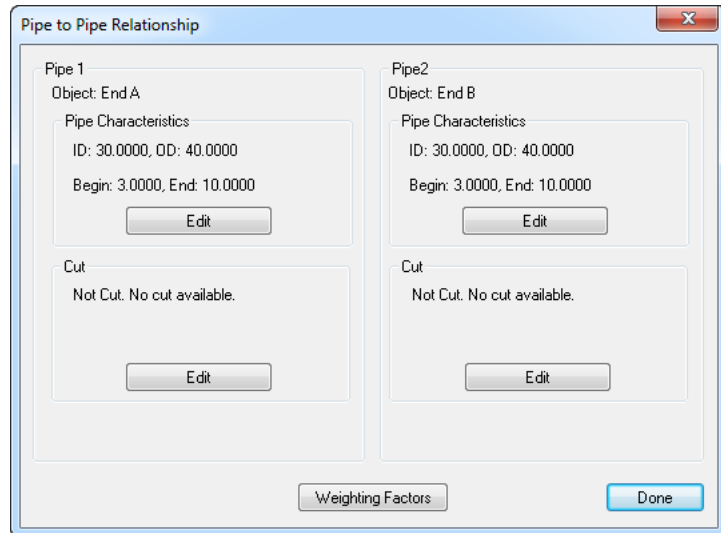 Pipe to Pipe Relationship
Pipe 1
Object: End A
Pipe Characteristics
ID: 30.0000, OD: 40.0000
Begin: 3.0000, End: 10.0000
Edit
Cut
Not Cut. No cut available.
Edit
Pipe2
Object: End B
Pipe Characteristics
ID: 30.0000, OD: 40.0000
Begin: 3.0000, End: 10.0000
Edit
Cut
Not Cut. No cut available.
Edit
Weighting Factors
Done